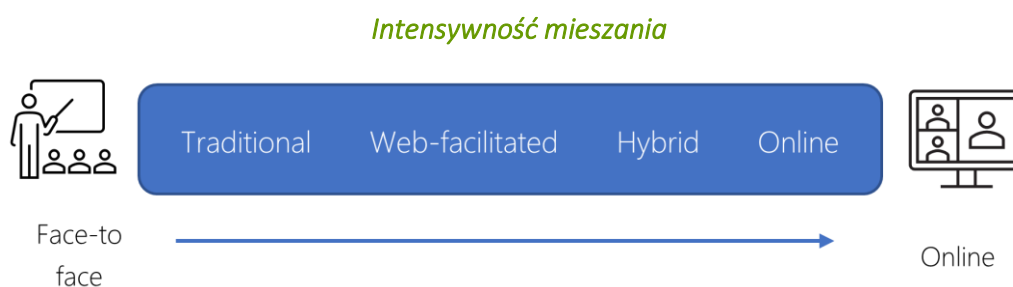 Intensywność mieszania
Traditional Web-facilitated Hybrid Online
Face-to
face
Online